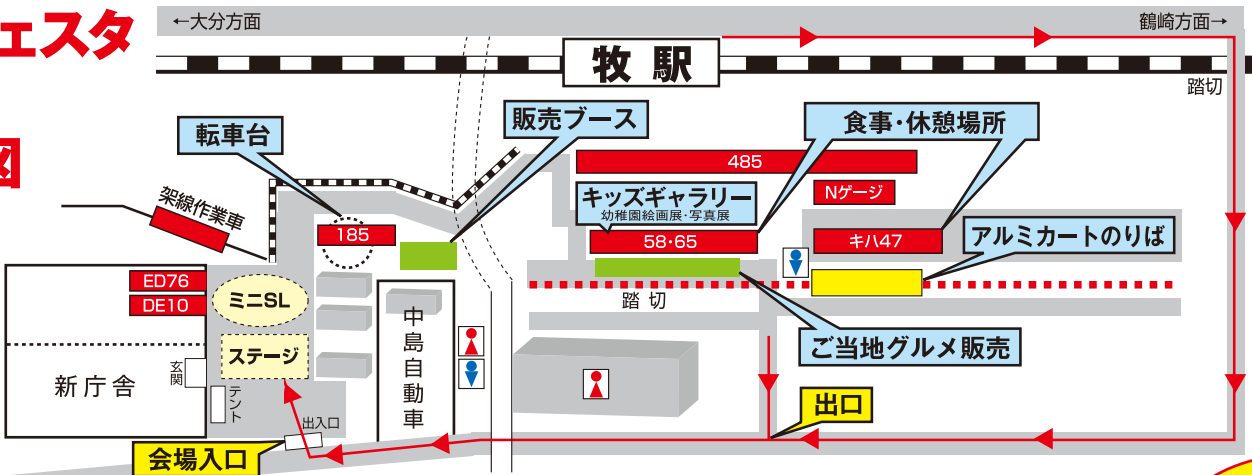 ェスタ
図
←大分方面
鶴崎方面→
牧 駅
踏切
転車台
販売ブース
食事・休憩場所
485
Nゲージ
キッズギャラリー
幼稚園絵画展・写真展
架線作業車
185
58・65
キハ47
アルミカートのりば
ED76
DE10
ミニSL
踏 切
中島自動車
ステージ
ご当地グルメ販売
新庁舎
玄関
テント
出入口
出口
会場入口